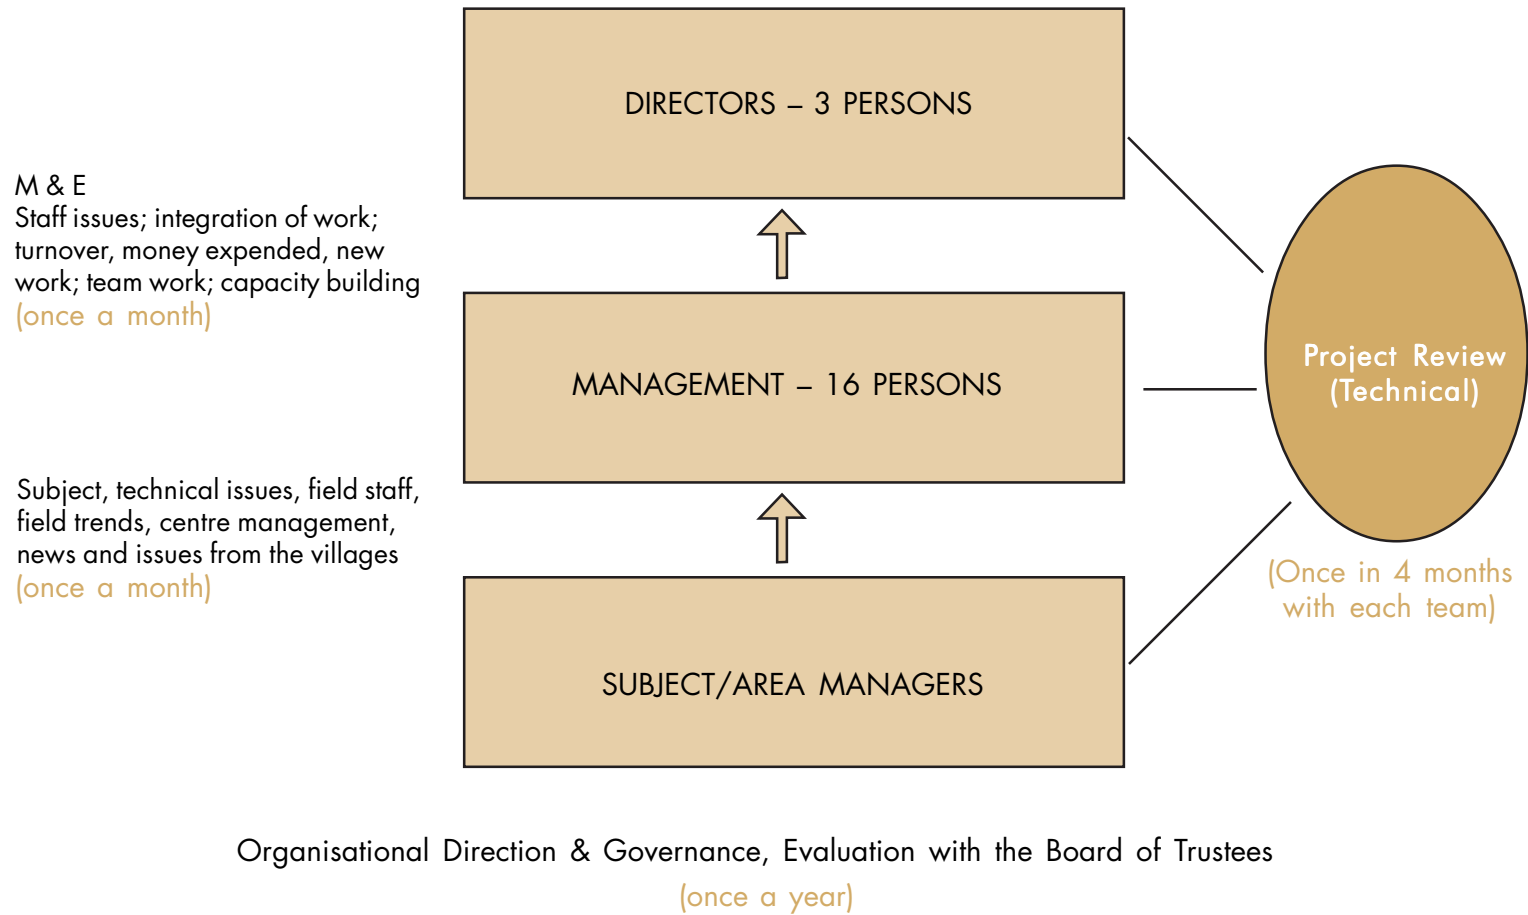 DIRECTORS – 3 PERSONS
M & E
Staff issues; integration of work;
turnover, money expended, new
work; team work; capacity building
(once a month)
MANAGEMENT – 16 PERSONS
Project Review
(Technical)
Subject, technical issues, field staff,
field trends, centre management,
news and issues from the villages
(once a month)
(Once in 4 months
with each team)
SUBJECT/AREA MANAGERS
Organisational Direction & Governance, Evaluation with the Board of Trustees
(once a year)